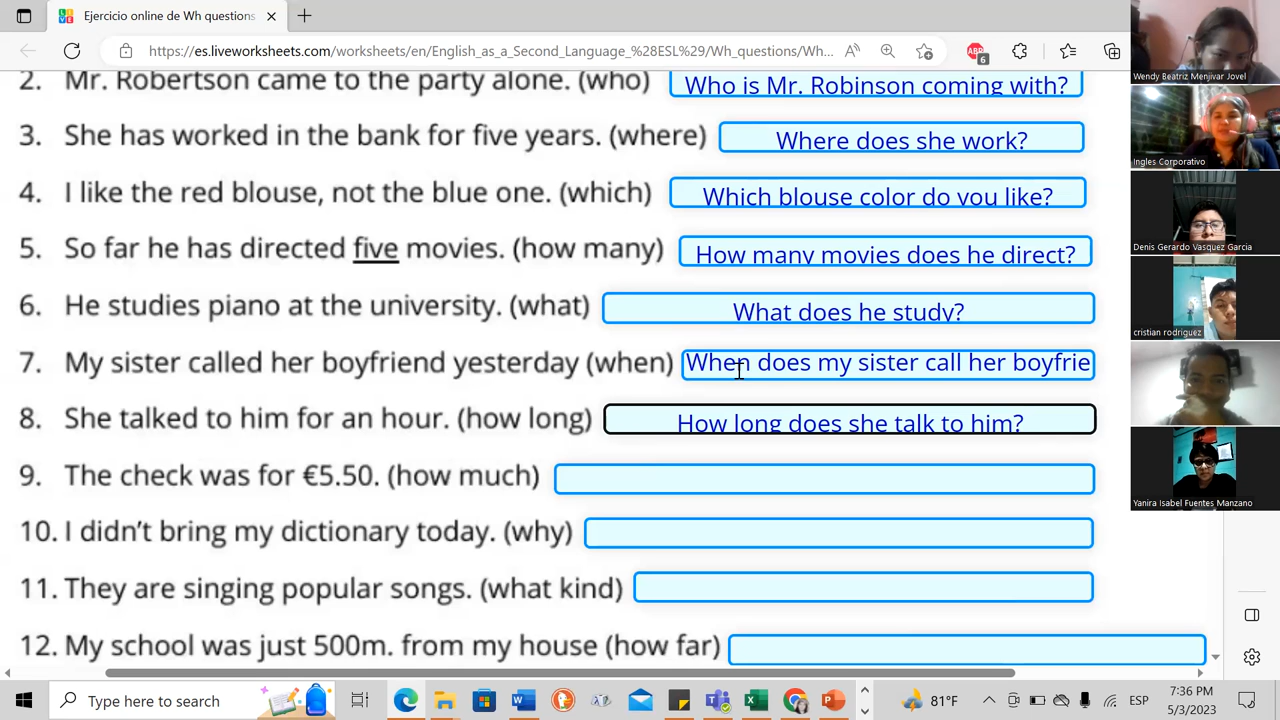 Ejercicio online de Wh questions
https://es.liveworksheets.com/worksheets/en/English_as_a_Second_Language_%28ESL%29/Wh_questions/Wh...
2. Mr. Robertson came to the party alone. (who) Who is Mr. Robinson coming with?
3. She has worked in the bank for five years. (where) Where does she work?
4. I like the red blouse, not the blue one. (which) Which blouse color do you like?
5. So far he has directed five movies. (how many) How many movies does he direct?
6. He studies piano at the university. (what) What does he study?
7. My sister called her boyfriend yesterday (when) When does my sister call her boyfrie
8. She talked to him for an hour. (how long) How long does she talk to him?
9. The check was for €5.50. (how much)
10. I didn't bring my dictionary today. (why)
11. They are singing popular songs. (what kind)
12. My school was just 500m. from my house (how far)
Wendy Beatriz Menjivar Jovel
Ingles Corporativo
Denis Gerardo Vasquez Garcia
cristian rodriguez
Yanira Isabel Fuentes Manzano
Type here to search
81°F
ESP
7:36 PM
5/3/2023